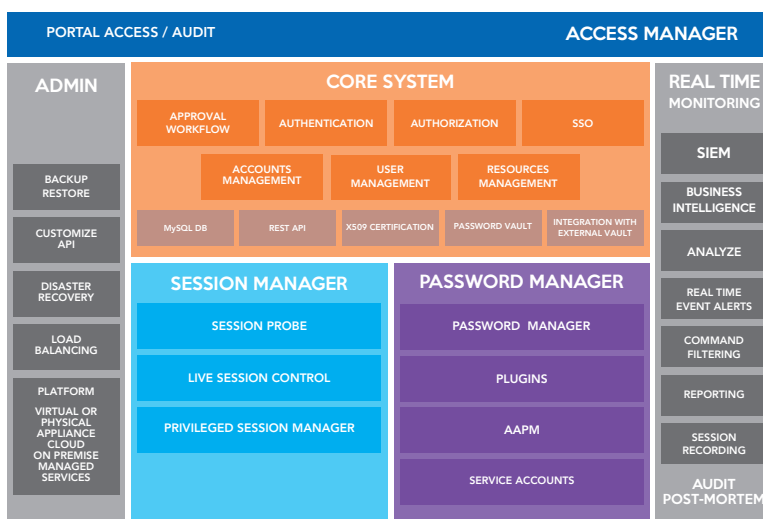 PORTAL ACCESS / AUDIT
ACCESS MANAGER
ADMIN
BACKUP
RESTORE
CUSTOMIZE
API
DISASTER
RECOVERY
LOAD
BALANCING
PLATFORM
VIRTUAL OR
PHYSICAL
APPLIANCE
CLOUD
ON PREMISE
MANAGED
SERVICES
CORE SYSTEM
APPROVAL
WORKFLOW
AUTHENTICATION
AUTHORIZATION
SSO
ACCOUNTS
MANAGEMENT
USER
MANAGEMENT
RESOURCES
MANAGEMENT
MySQL DB
REST API
X509 CERTIFICATION
PASSWORD VAULT
INTEGRATION WITH
EXTERNAL VAULT
SESSION MANAGER
SESSION PROBE
LIVE SESSION CONTROL
PRIVILEGED SESSION MANAGER
PASSWORD MANAGER
PASSWORD MANAGER
PLUGINS
AAPM
SERVICE ACCOUNTS
REAL TIME
MONITORING
SIEM
BUSINESS
INTELLIGENCE
ANALYZE
REAL TIME
EVENT ALERTS
COMMAND
FILTERING
REPORTING
SESSION
RECORDING
AUDIT
POST-MORTEM